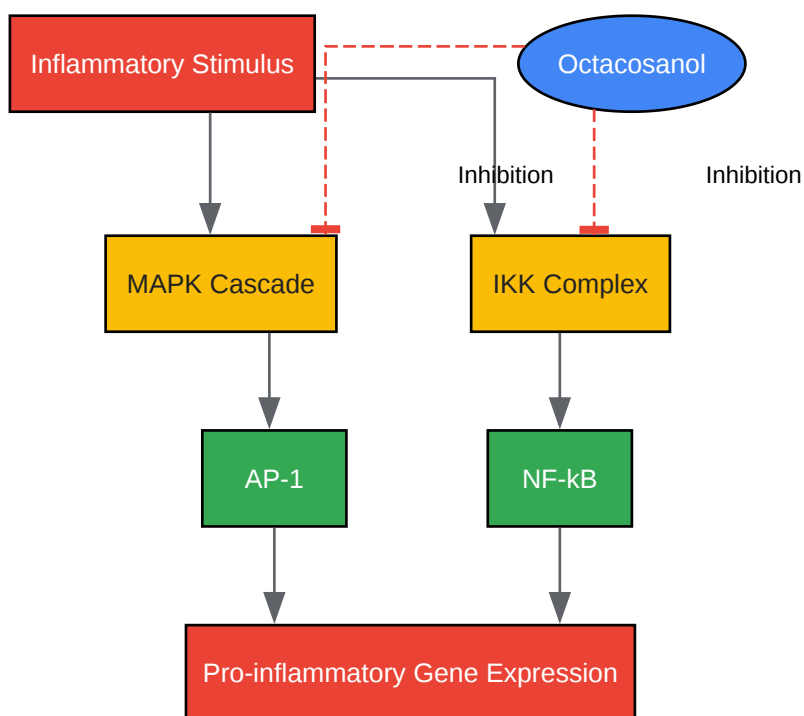 Inflammatory Stimulus
Octacosanol
Inhibition
Inhibition
MAPK Cascade
IKK Complex
AP-1
NF-kB
Pro-inflammatory Gene Expression